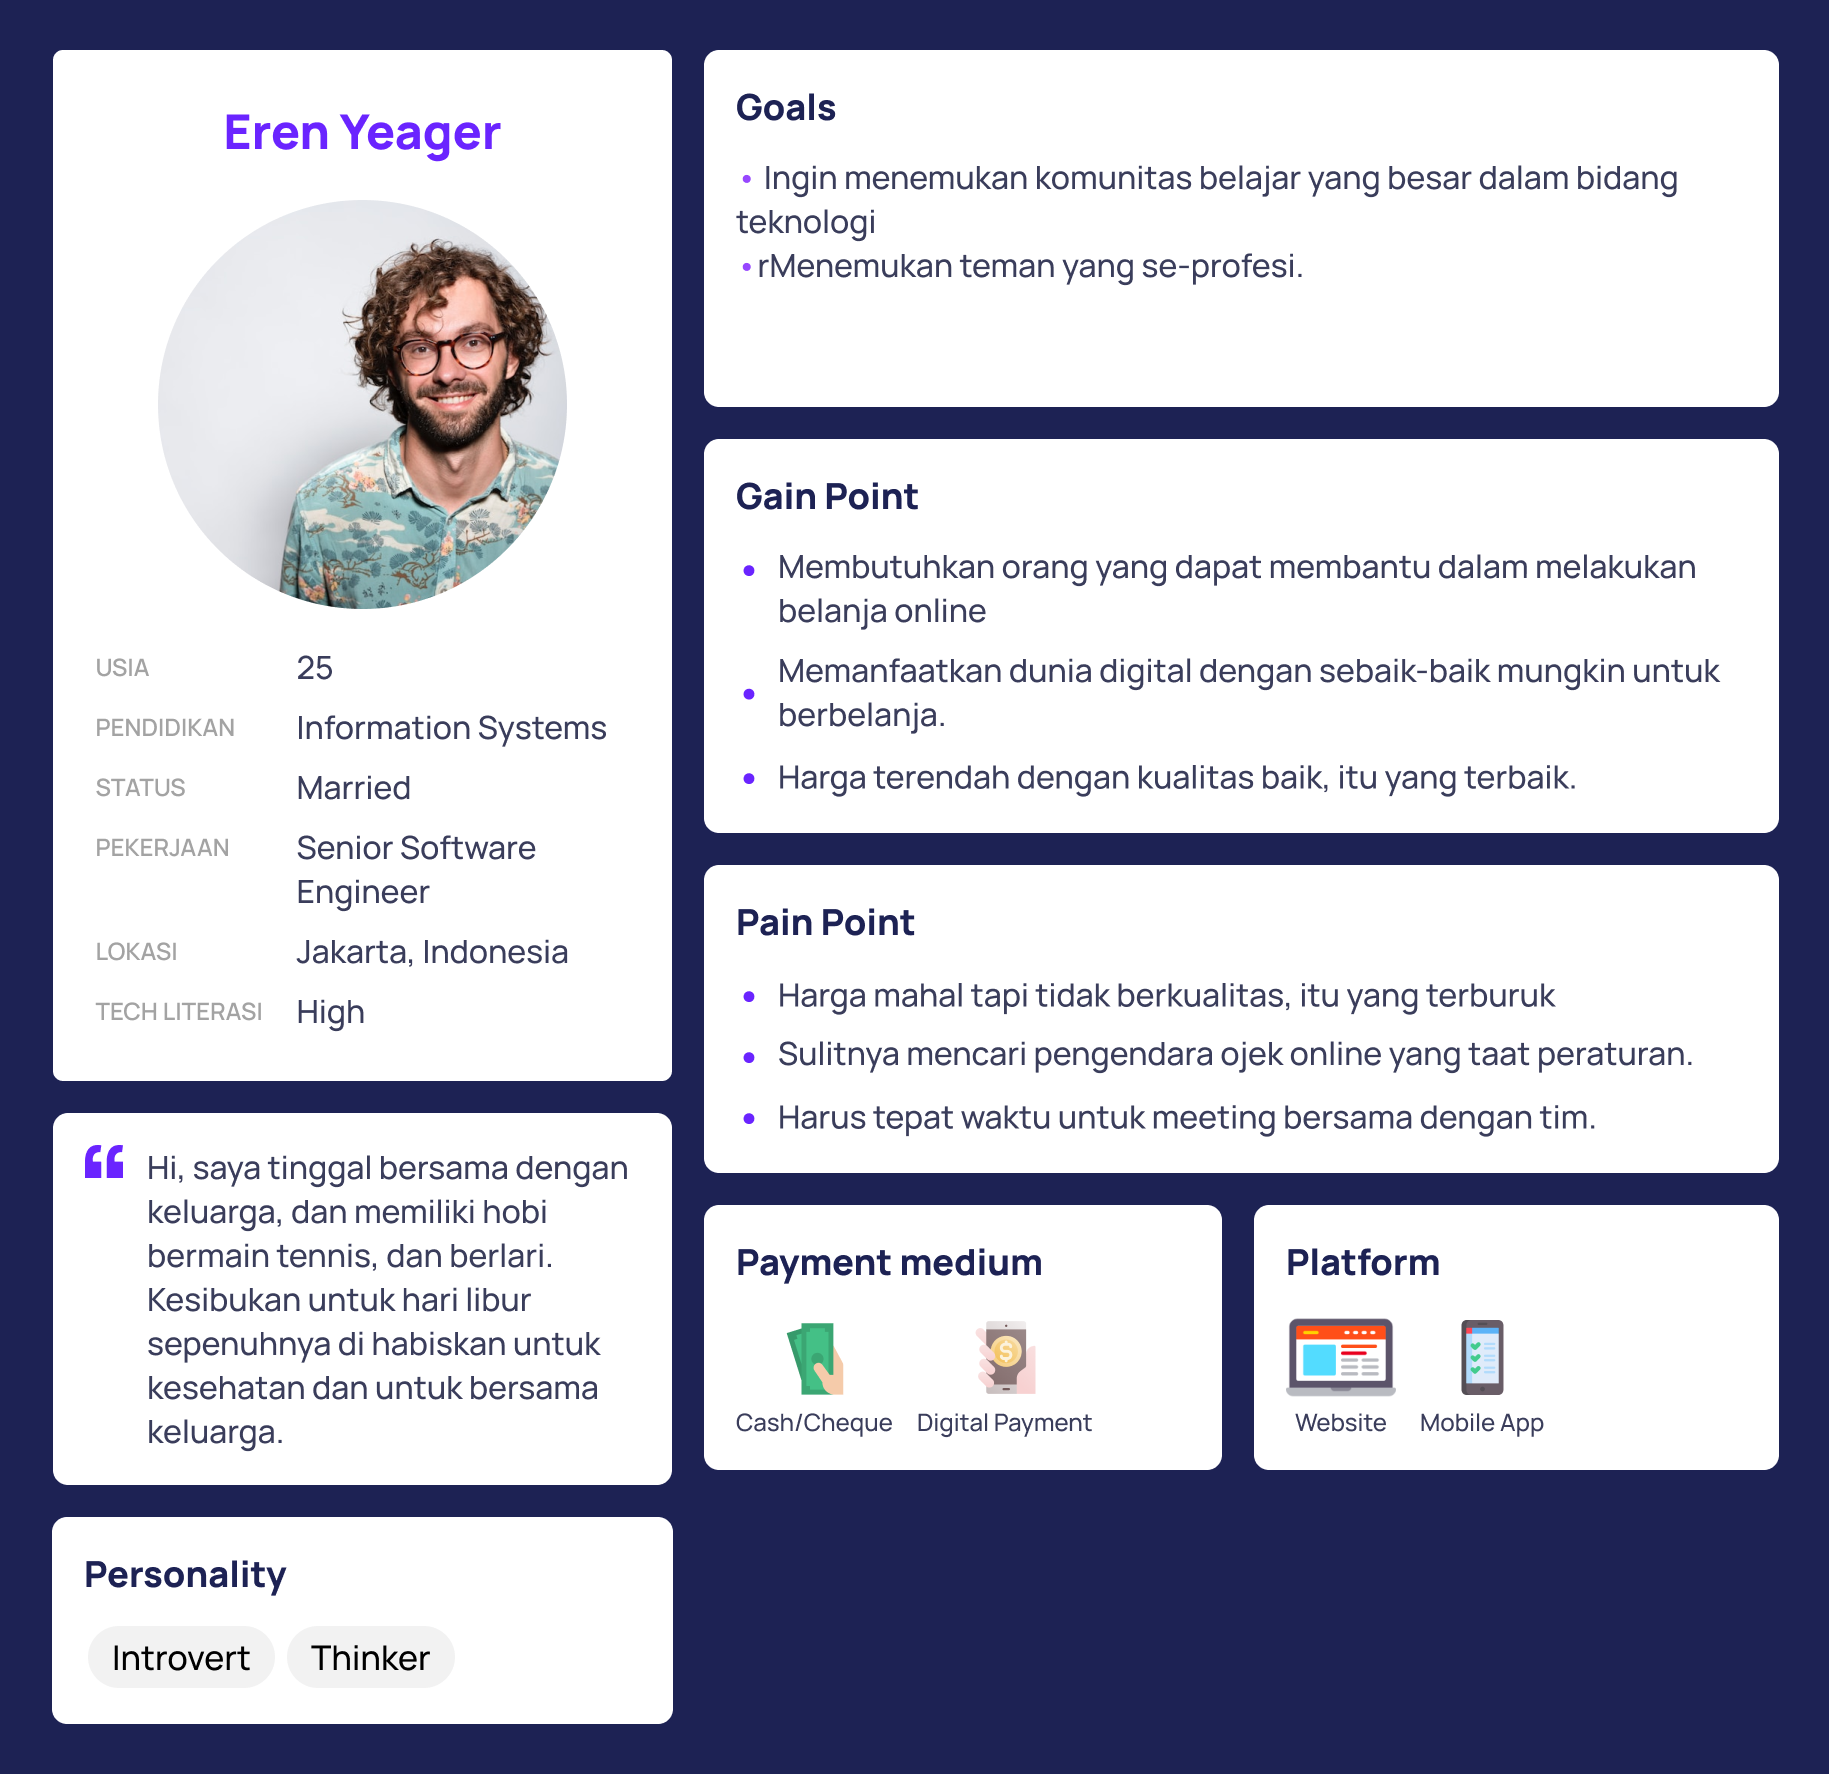 Eren Yeager
USIA 25
PENDIDIKAN Information Systems
STATUS Married
PEKERJAAN Senior Software
Engineer
LOKASI Jakarta, Indonesia
TECH LITERASI High
“ Hi, saya tinggal bersama dengan
keluarga, dan memiliki hobi
bermain tennis, dan berlari.
Kesibukan untuk hari libur
sepenuhnya di habiskan untuk
kesehatan dan untuk bersama
keluarga.
Personality
Introvert Thinker
Goals
• Ingin menemukan komunitas belajar yang besar dalam bidang
teknologi
•rMenemukan teman yang se-profesi.
Gain Point
• Membutuhkan orang yang dapat membantu dalam melakukan
belanja online
• Memanfaatkan dunia digital dengan sebaik-baik mungkin untuk
berbelanja.
• Harga terendah dengan kualitas baik, itu yang terbaik.
Pain Point
• Harga mahal tapi tidak berkualitas, itu yang terburuk
• Sulitnya mencari pengendara ojek online yang taat peraturan.
• Harus tepat waktu untuk meeting bersama dengan tim.
Payment medium
$
Cash/Cheque Digital Payment
Platform
Website Mobile App